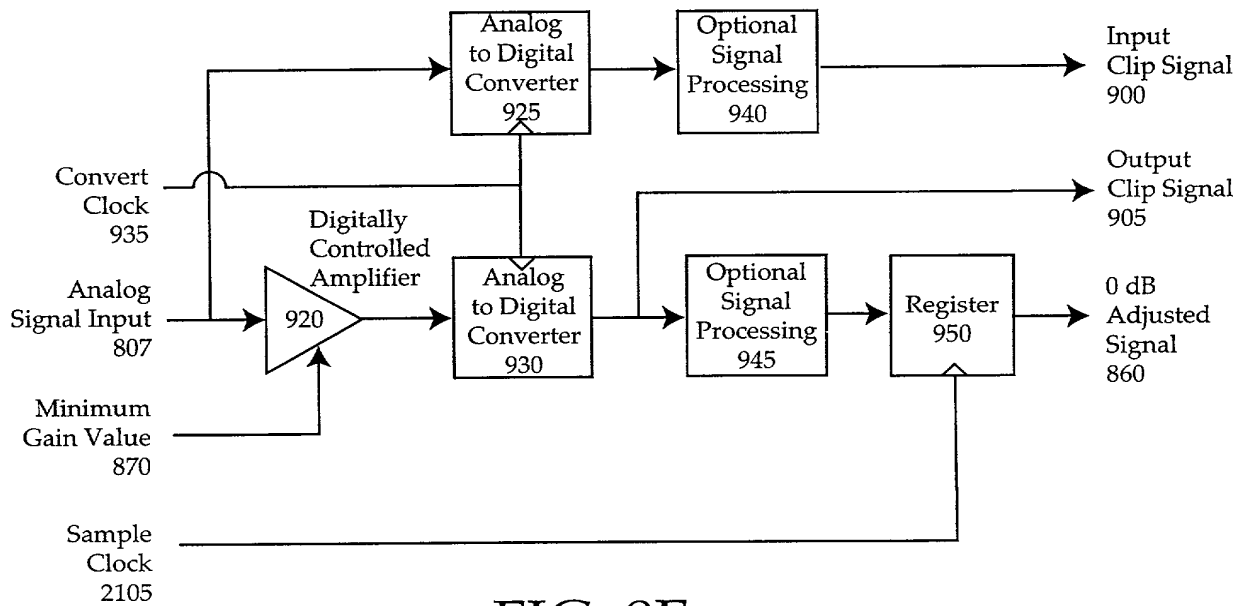 Analog
to Digital
Converter
925
Optional
Signal
Processing
940
Input
Clip Signal
900
Convert
Clock
935
Output
Clip Signal
905
Digitally
Controlled
Amplifier
Analog
Signal Input
807
920
Analog
to Digital
Converter
930
Optional
Signal
Processing
945
Register
950
0 dB
Adjusted
Signal
860
Minimum
Gain Value
870
Sample
Clock
2105